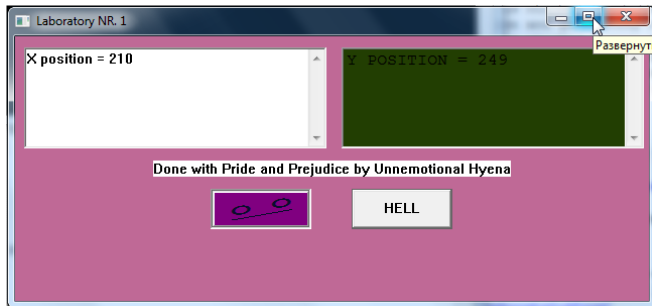 Laboratory NR. 1
Развернут
X position = 210
Y POSITION = 249
Done with Pride and Prejudice by Unnemotional Hyena
HELL